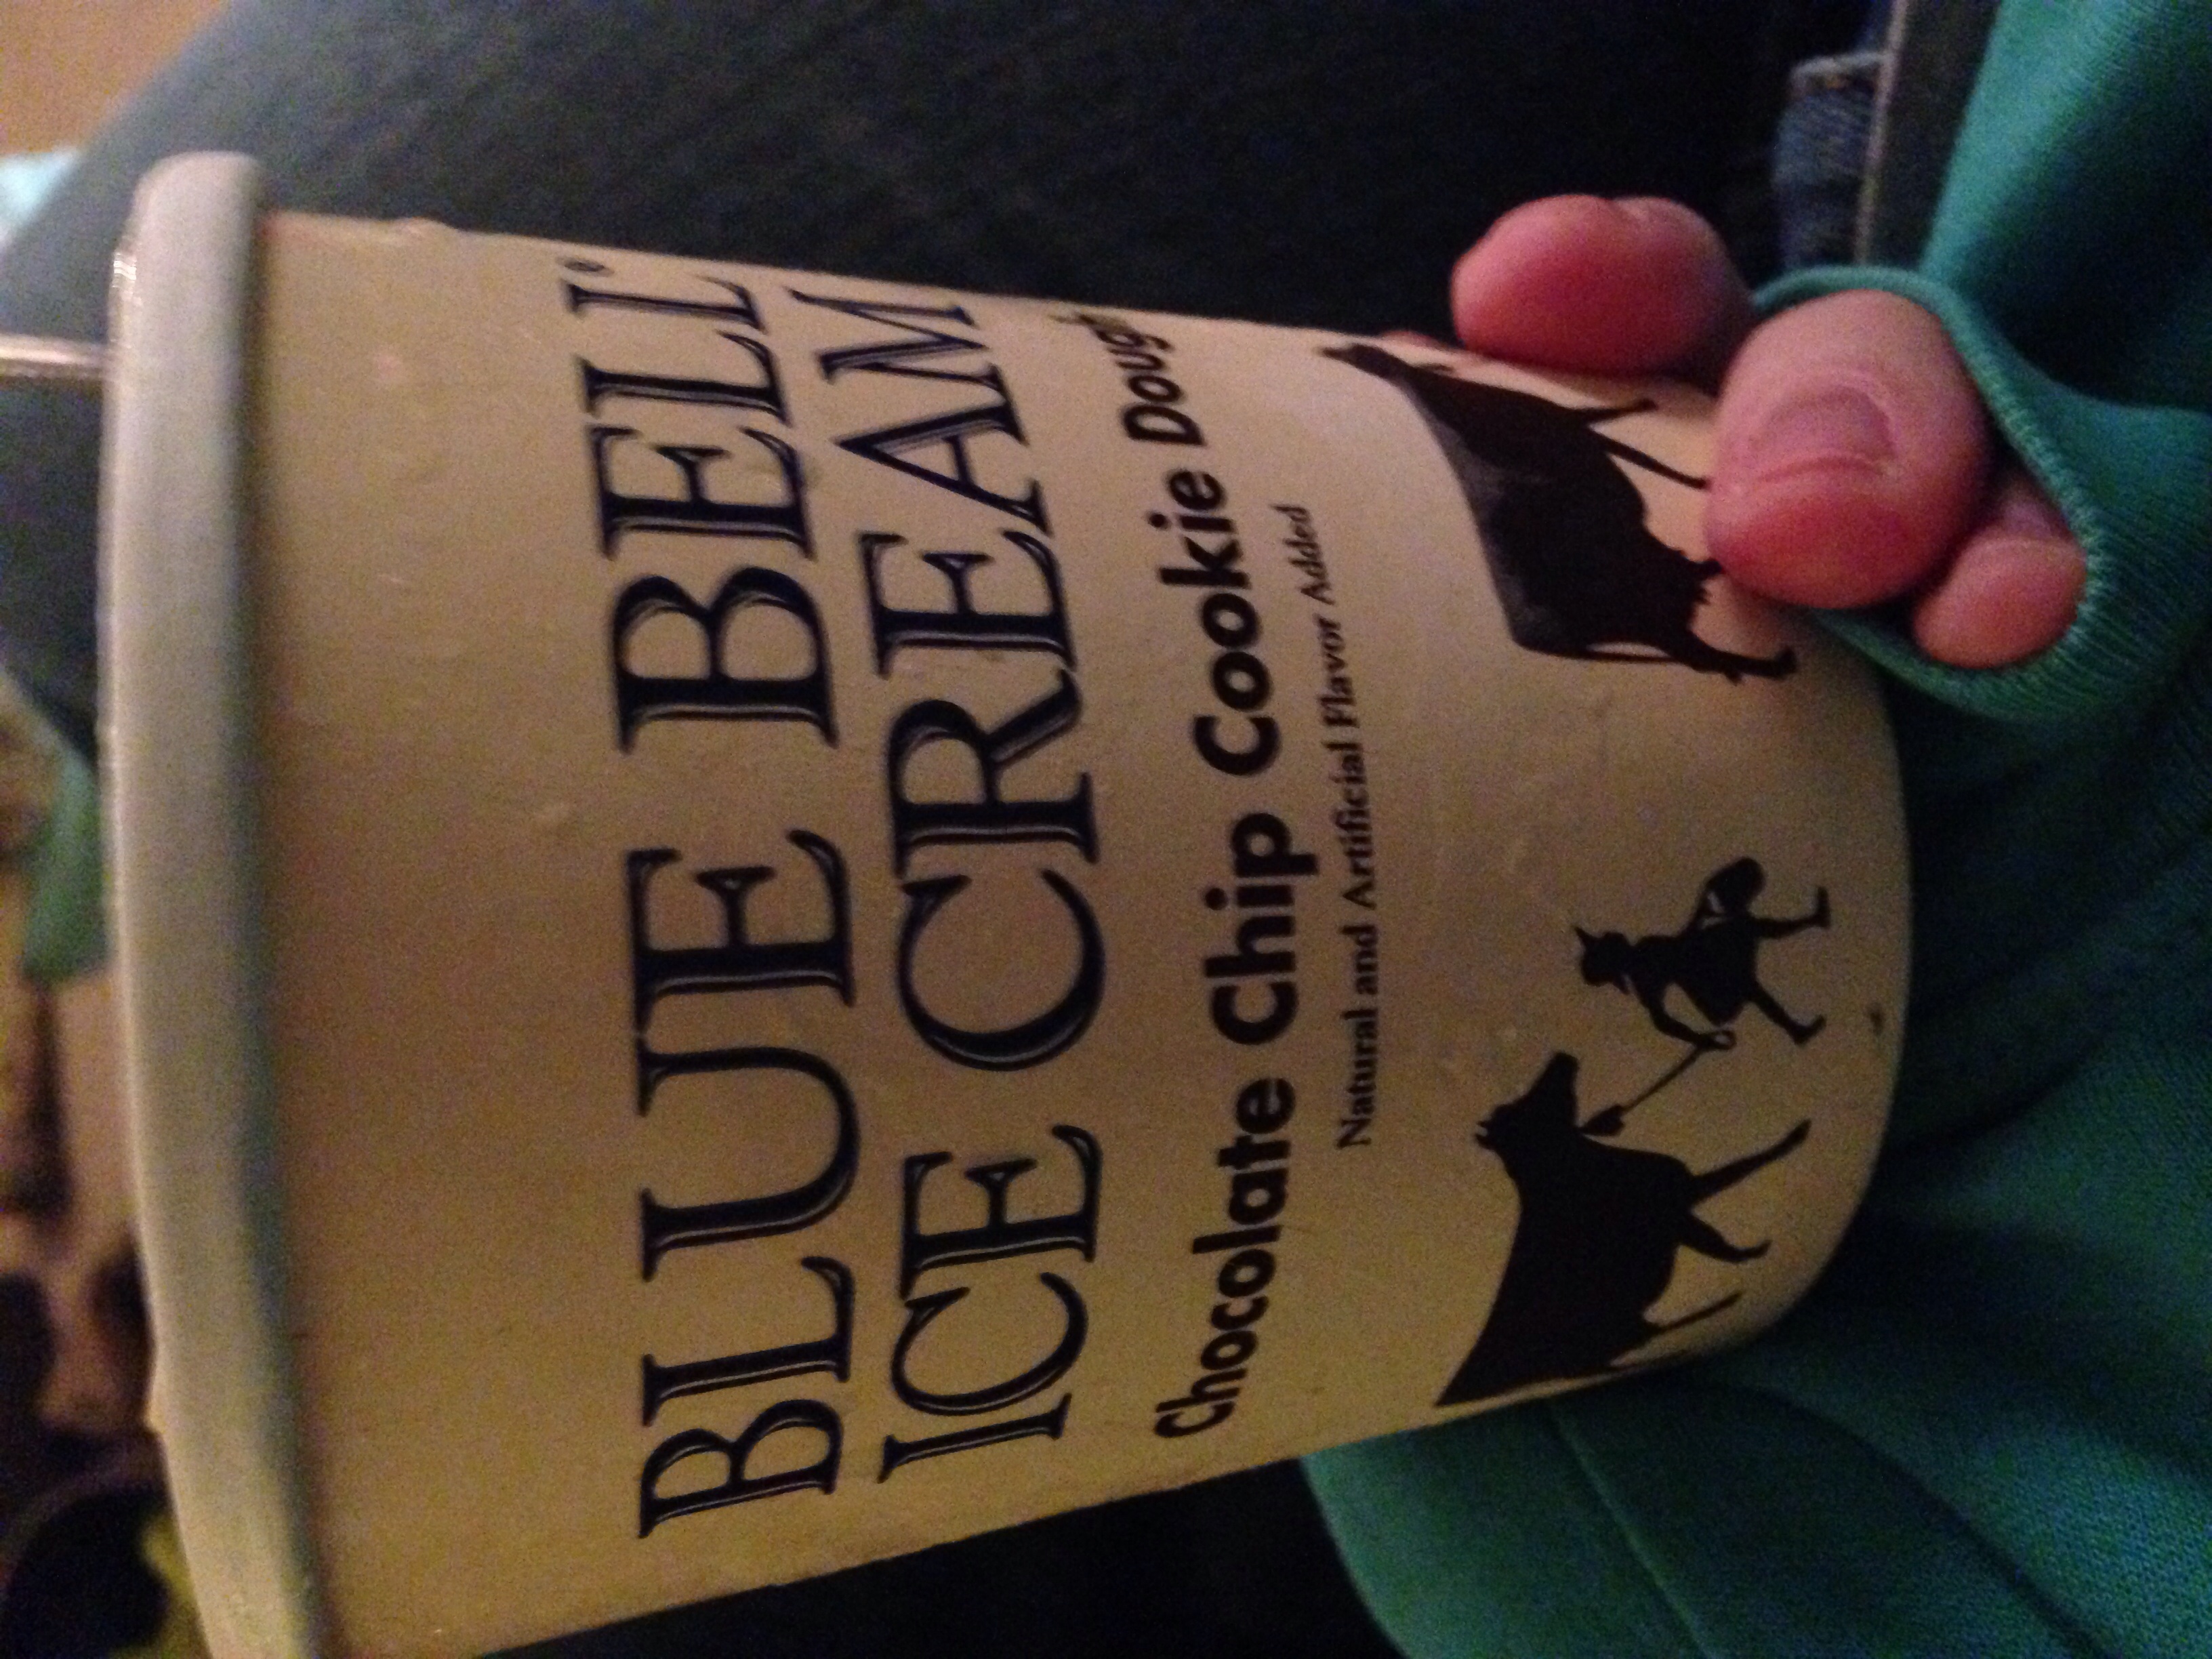 BLUE BELL
ICE CREAM
Chocolate Chip Cookie Dough
Natural and Artificial Flavor Added